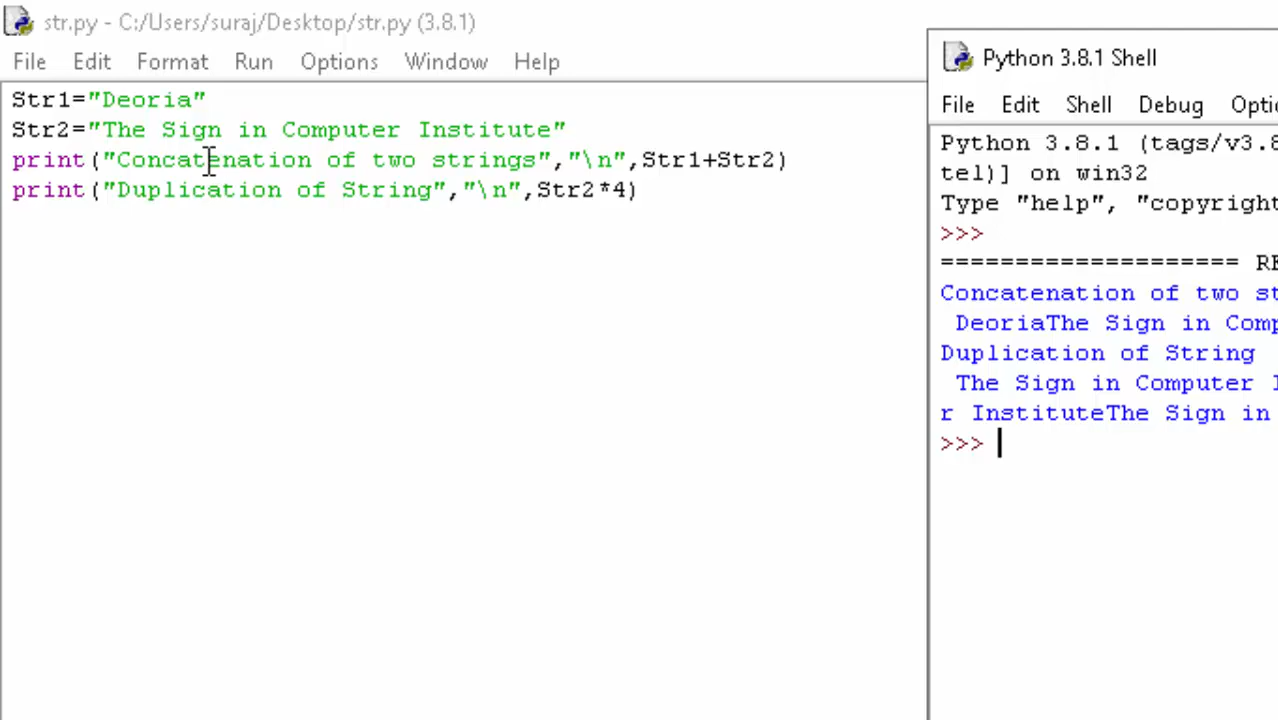 str.py - C:/Users/suraj/Desktop/str.py (3.8.1)
File Edit Format Run Options Window Help
Str1="Deoria"
Str2="The Sign in Computer Institute"
print("Concatenation of two strings","\n",Str1+Str2)
print("Duplication of String","\n",Str2*4)
Python 3.8.1 Shell
File Edit Shell Debug
Python 3.8.1 (tags/v3.8
tel)] on win32
Type "help", "copyright
>>>
====================
Concatenation of two
DeoriaThe Sign in
Duplication of String
The Sign in Computer
r InstituteThe Sign in
>>>